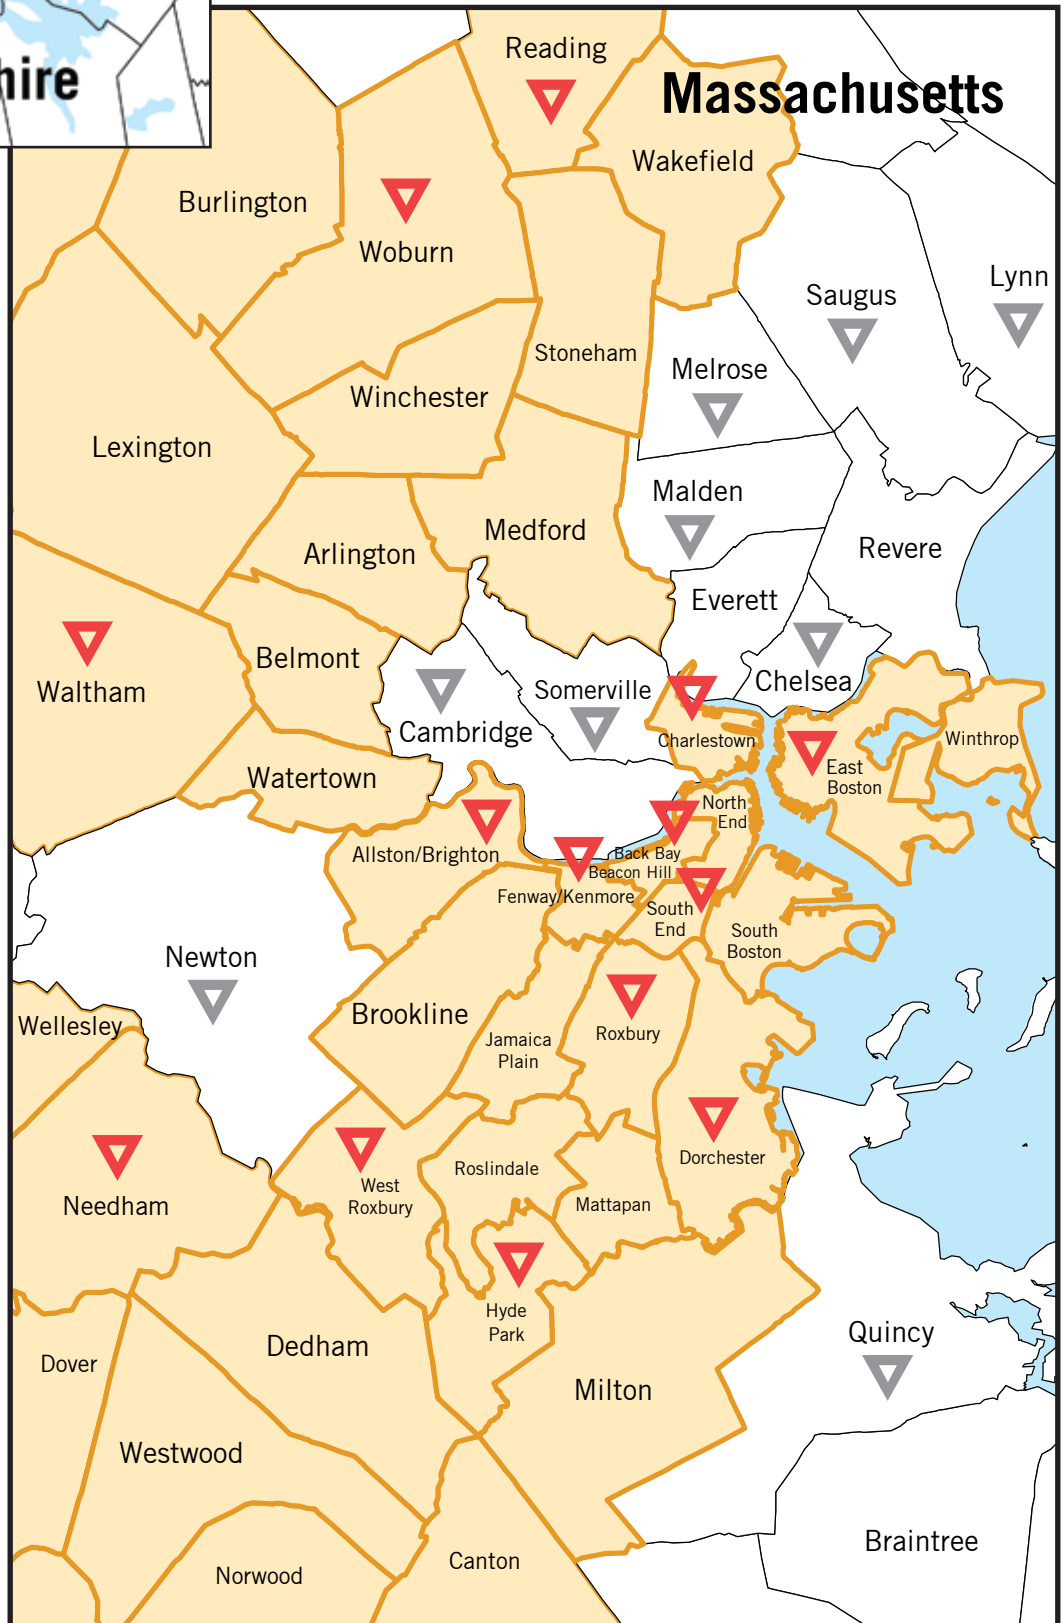 hire
Massachusetts
Reading
Wakefield
Burlington
Woburn
Lynn
Saugus
Stoneham
Melrose
Winchester
Lexington
Malden
Medford
Arlington
Revere
Everett
Belmont
Chelsea
Waltham
Somerville
Cambridge
Charlestown
Winthrop
Watertown
East
Boston
North
End
Allston/Brighton
Back Bay
Beacon Hill
Fenway/Kenmore
South
End
South
Boston
Newton
Brookline
Wellesley
Roxbury
Jamaica
Plain
Dorchester
Roslindale
West
Roxbury
Mattapan
Needham
Hyde
Park
Quincy
Dedham
Dover
Milton
Westwood
Braintree
Canton
Norwood